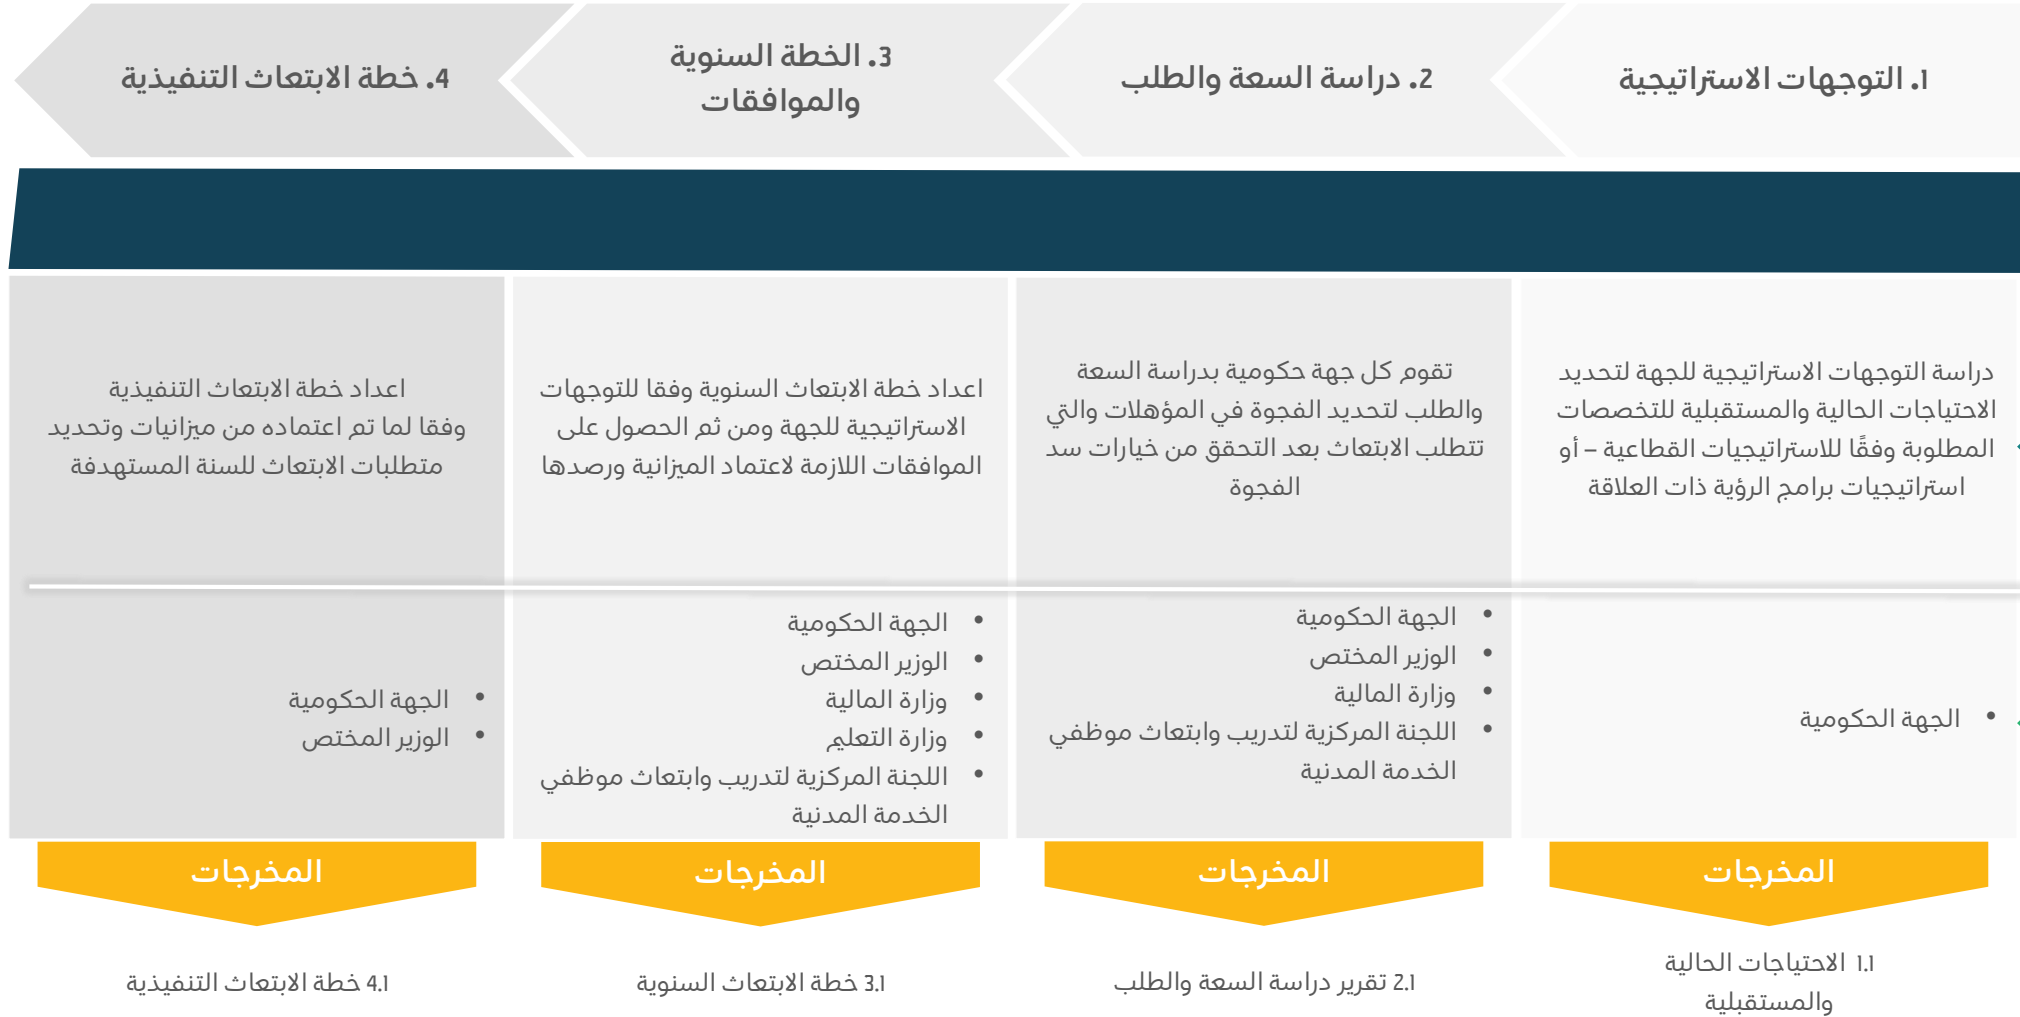 ١. التوجهات الاستراتيجية
2. دراسة السعة والطلب
3. الخطة السنوية
والموافقات
4. خطة الابتعاث التنفيذية
دراسة التوجهات الاستراتيجية للجهة لتحديد
الاحتياجات الحالية والمستقبلية للتخصصات
المطلوبة وفقًا للاستراتيجيات القطاعية – أو
استراتيجيات برامج الرؤية ذات العلاقة
تقوم كل جهة حكومية بدراسة السعة
والطلب لتحديد الفجوة في المؤهلات والتي
تتطلب الابتعاث بعد التحقق من خيارات سد
الفجوة
اعداد خطة الابتعاث السنوية وفقا للتوجهات
الاستراتيجية للجهة ومن ثم الحصول على
الموافقات اللازمة لاعتماد الميزانية ورصدها
اعداد خطة الابتعاث التنفيذية
وفقا لما تم اعتماده من ميزانيات وتحديد
متطلبات الابتعاث للسنة المستهدفة
• الجهة الحكومية
• الجهة الحكومية
• الوزير المختص
• وزارة المالية
• اللجنة المركزية لتدريب وابتعاث موظفي
الخدمة المدنية
• الجهة الحكومية
• الوزير المختص
• وزارة المالية
• وزارة التعليم
• اللجنة المركزية لتدريب وابتعاث موظفي
الخدمة المدنية
• الجهة الحكومية
• الوزير المختص
المخرجات
المخرجات
المخرجات
المخرجات
1.1 الاحتياجات الحالية
والمستقبلية
2.1 تقرير دراسة السعة والطلب
3.1 خطة الابتعاث السنوية
4.1 خطة الابتعاث التنفيذية